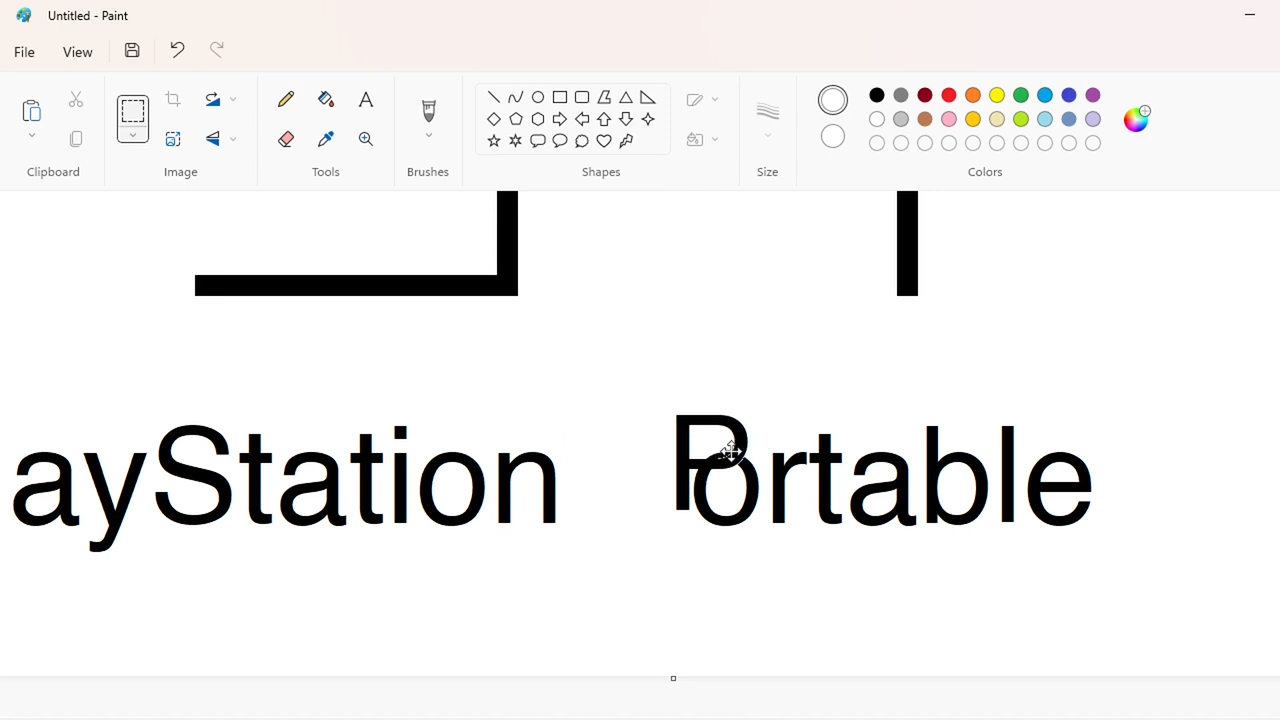 Untitled - Paint
File View
Clipboard Image Tools Brushes Shapes Size Colors
ayStation Portable